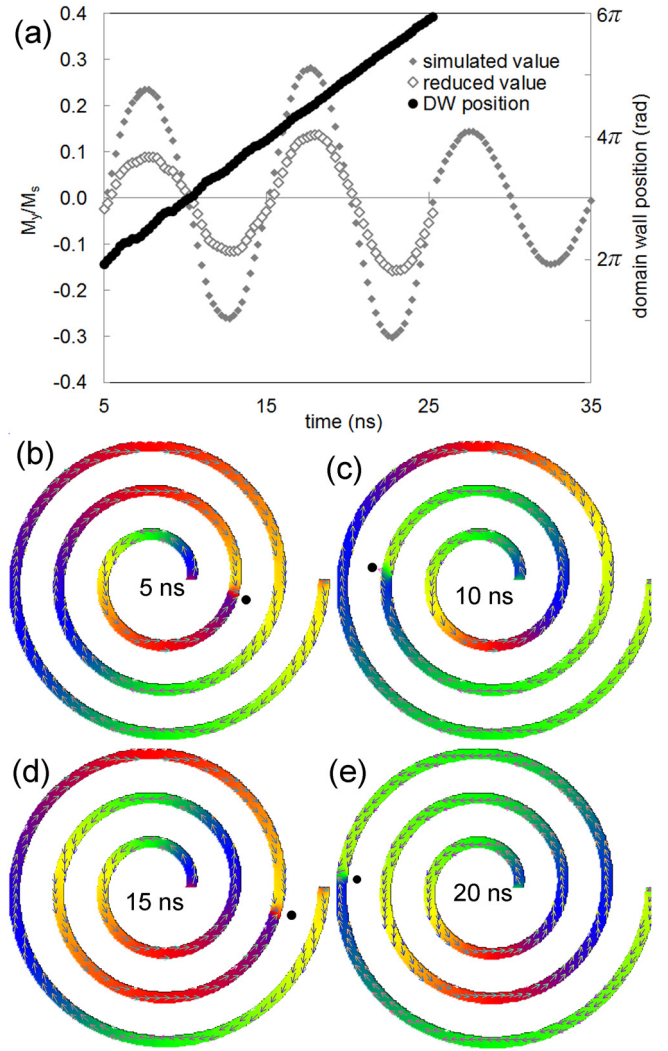 (a)
0.4
0.3
0.2
0.1
0.0
-0.1
-0.2
-0.3
-0.4
My/Ms
6π
4π
2π
domain wall position (rad)
simulated value
reduced value
DW position
5
15
25
35
time (ns)
(b)
5 ns
(c)
10 ns
(d)
15 ns
(e)
20 ns